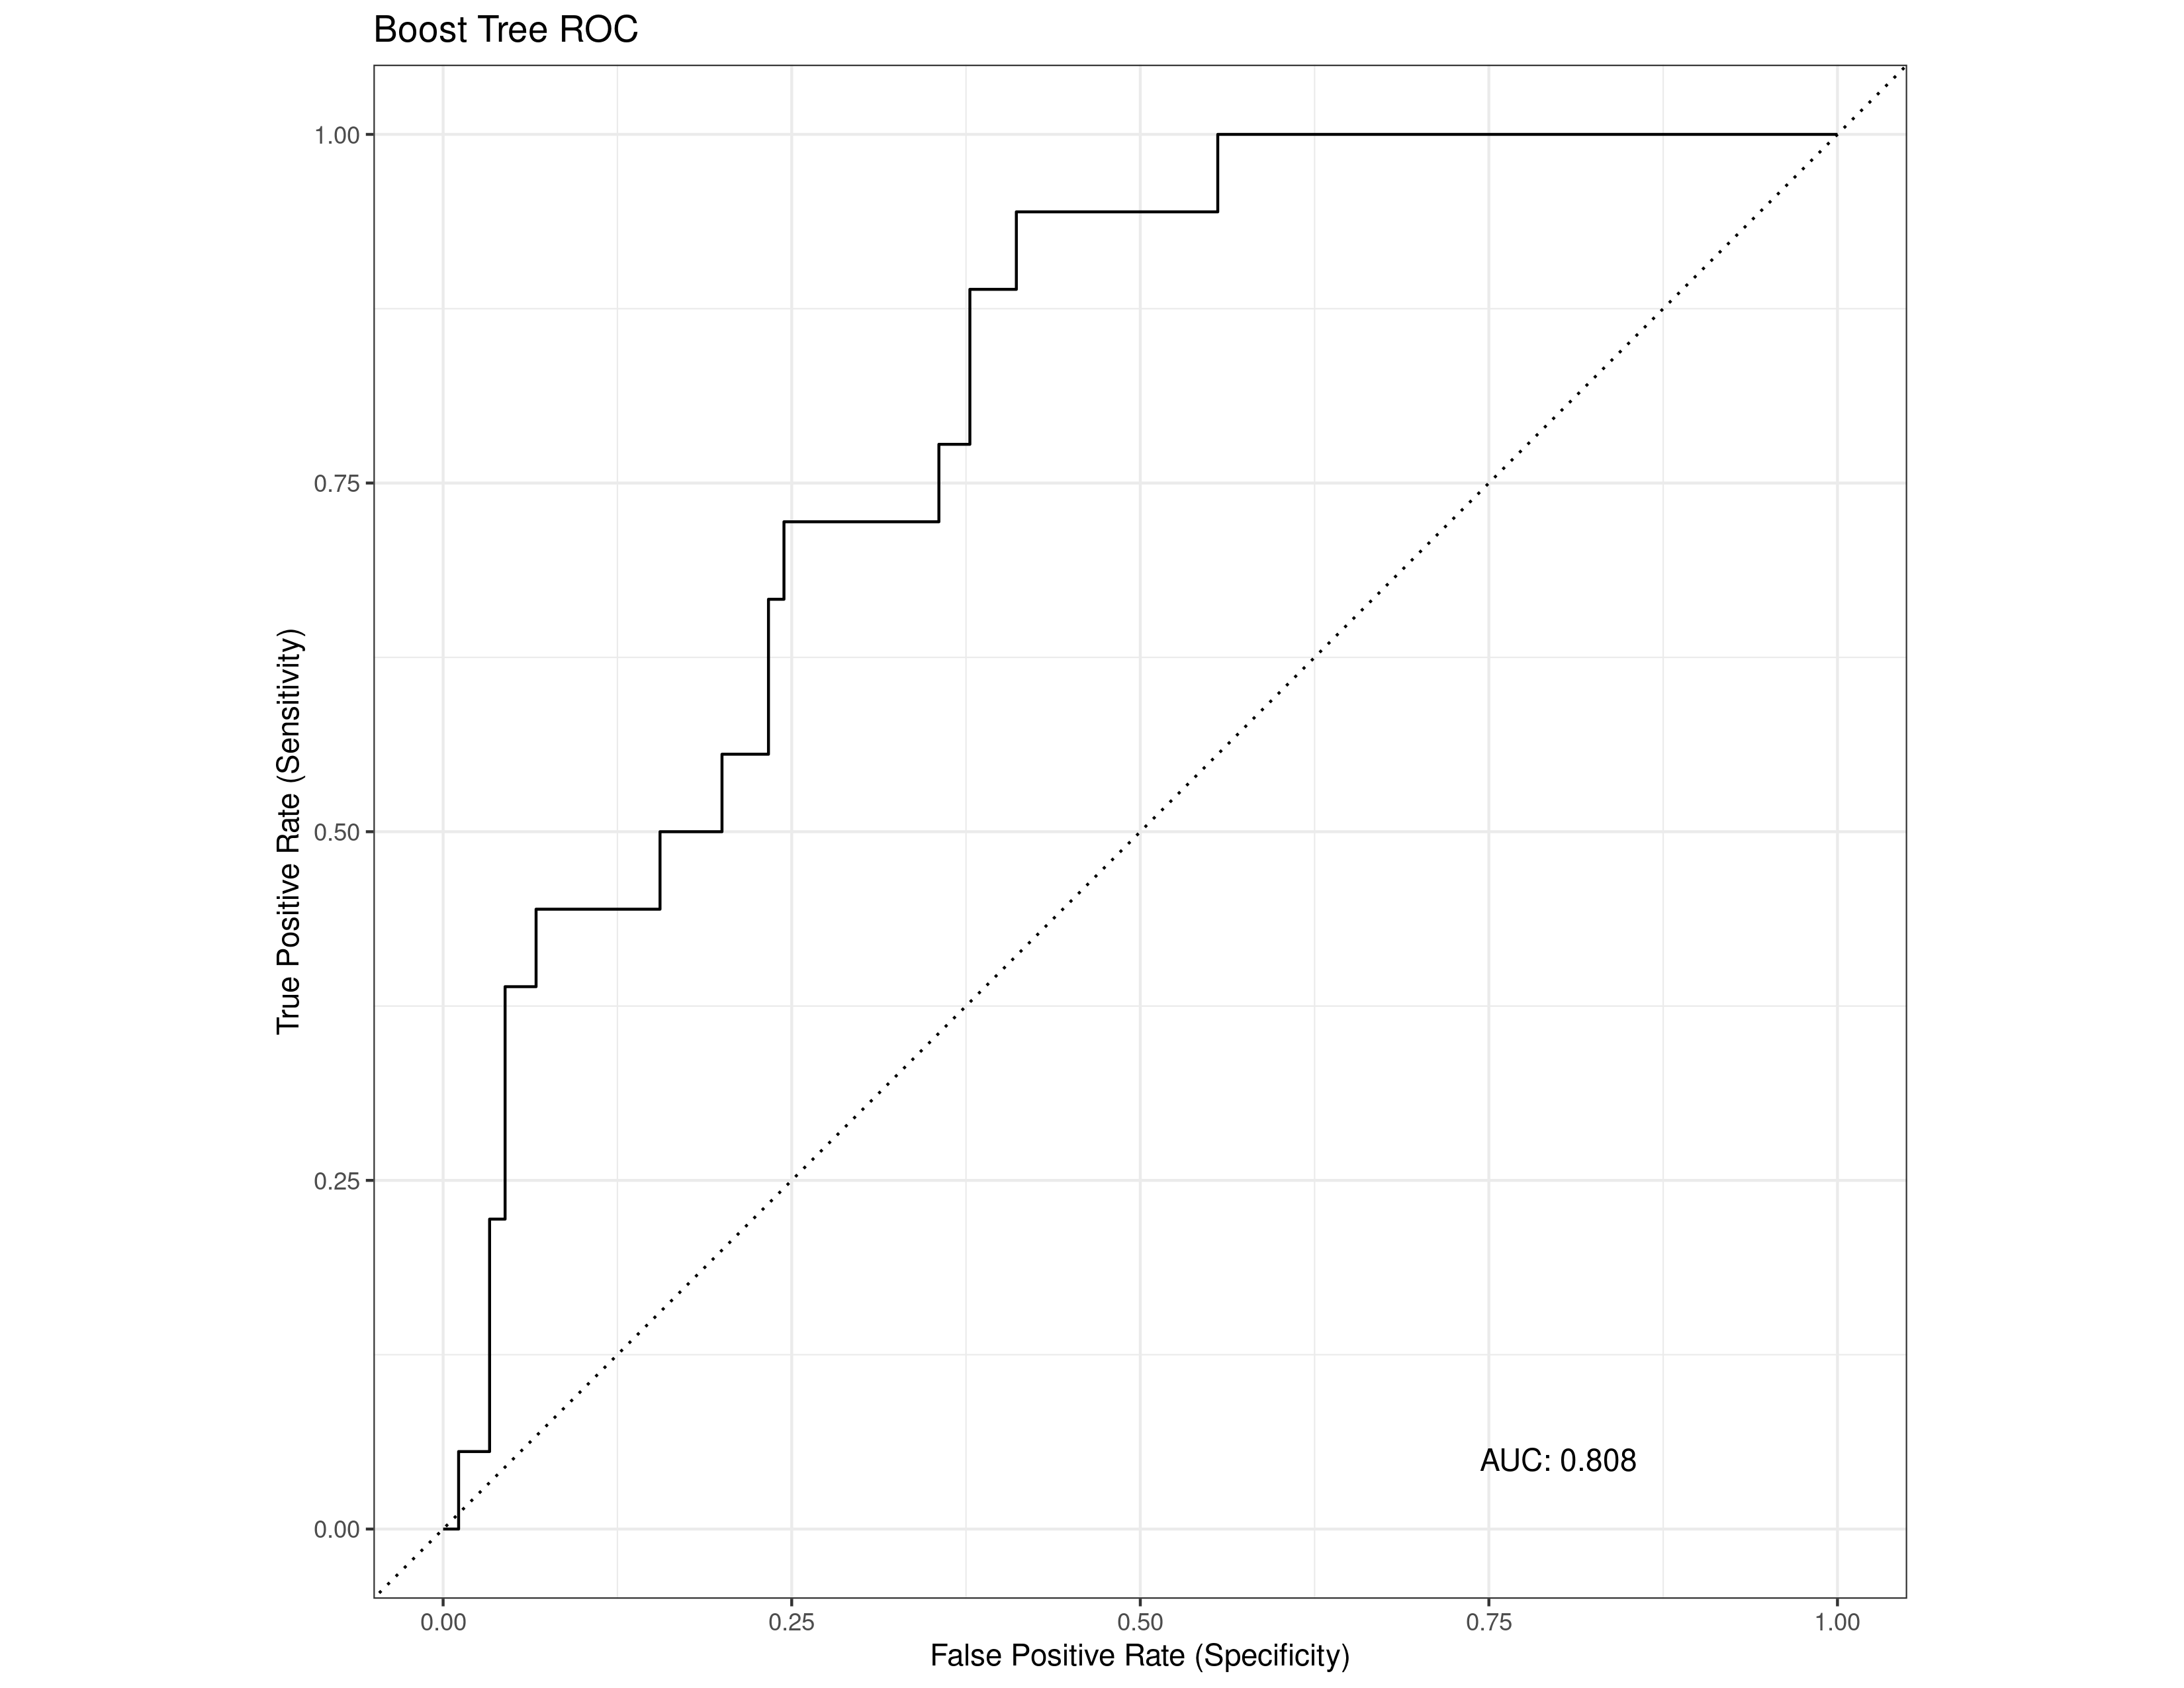 Boost Tree ROC
True Positive Rate (Sensitivity)
1.00
0.75
0.50
0.25
0.00
AUC: 0.808
0.00 0.25 0.50 0.75 1.00
False Positive Rate (Specificity)